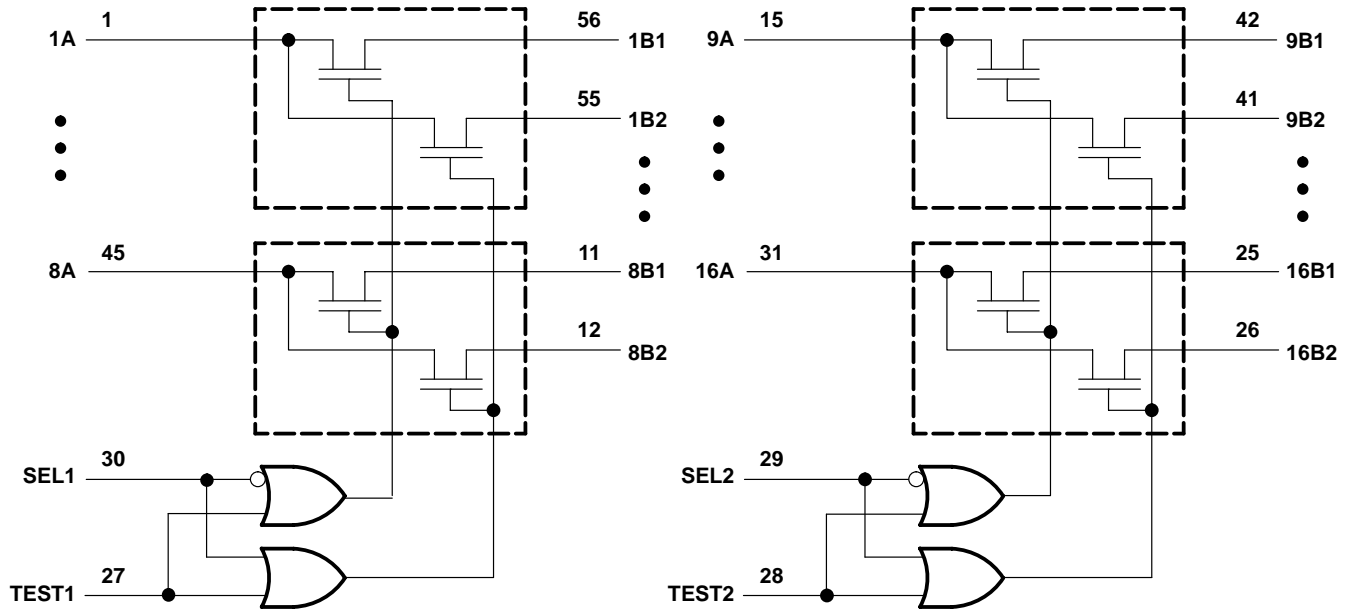 1A 1 56 1B1
55 1B2
8A 45 11 8B1
12 8B2
SEL1 30
TEST1 27
9A 15 42 9B1
41 9B2
16A 31 25 16B1
26 16B2
SEL2 29
TEST2 28